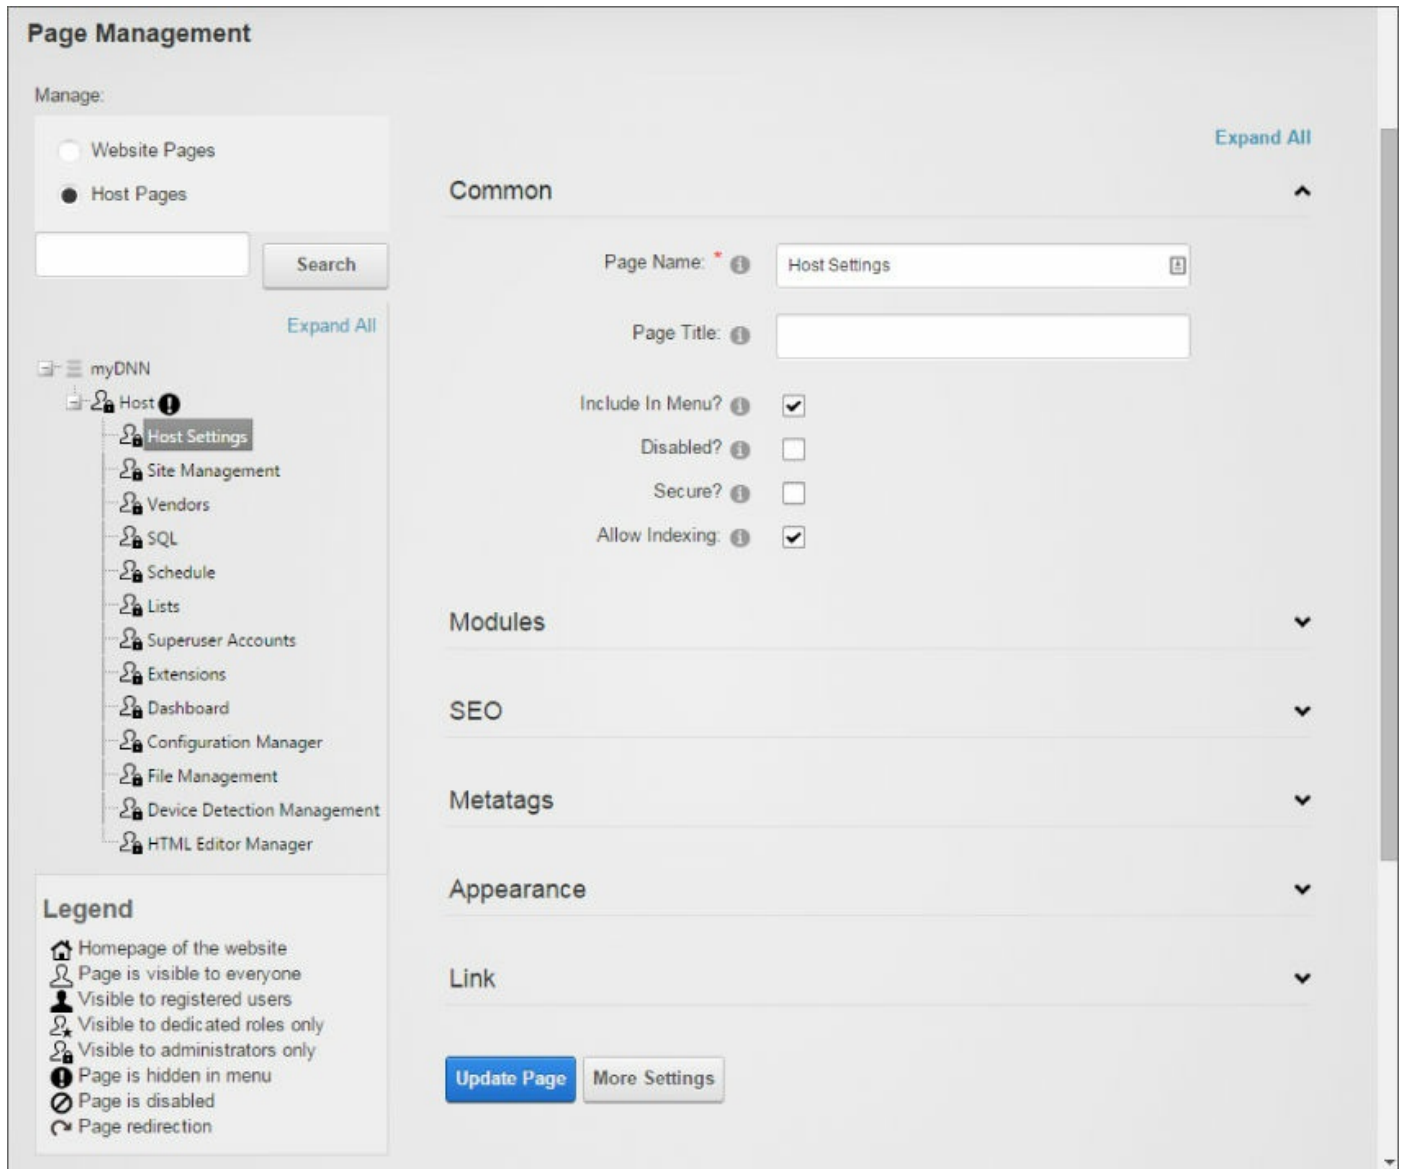 Page Management
Manage:
Website Pages
Host Pages
Search
Expand All
myDNN
Host
Host Settings
Site Management
Vendors
SQL
Schedule
Lists
Superuser Accounts
Extensions
Dashboard
Configuration Manager
File Management
Device Detection Management
HTML Editor Manager
Legend
Homepage of the website
Page is visible to everyone
Visible to registered users
Visible to dedicated roles only
Visible to administrators only
Page is hidden in menu
Page is disabled
Page redirection
Expand All
Common
Page Name: * Host Settings
Page Title:
Include In Menu?
Disabled?
Secure?
Allow Indexing:
Modules
SEO
Metatags
Appearance
Link
Update Page More Settings